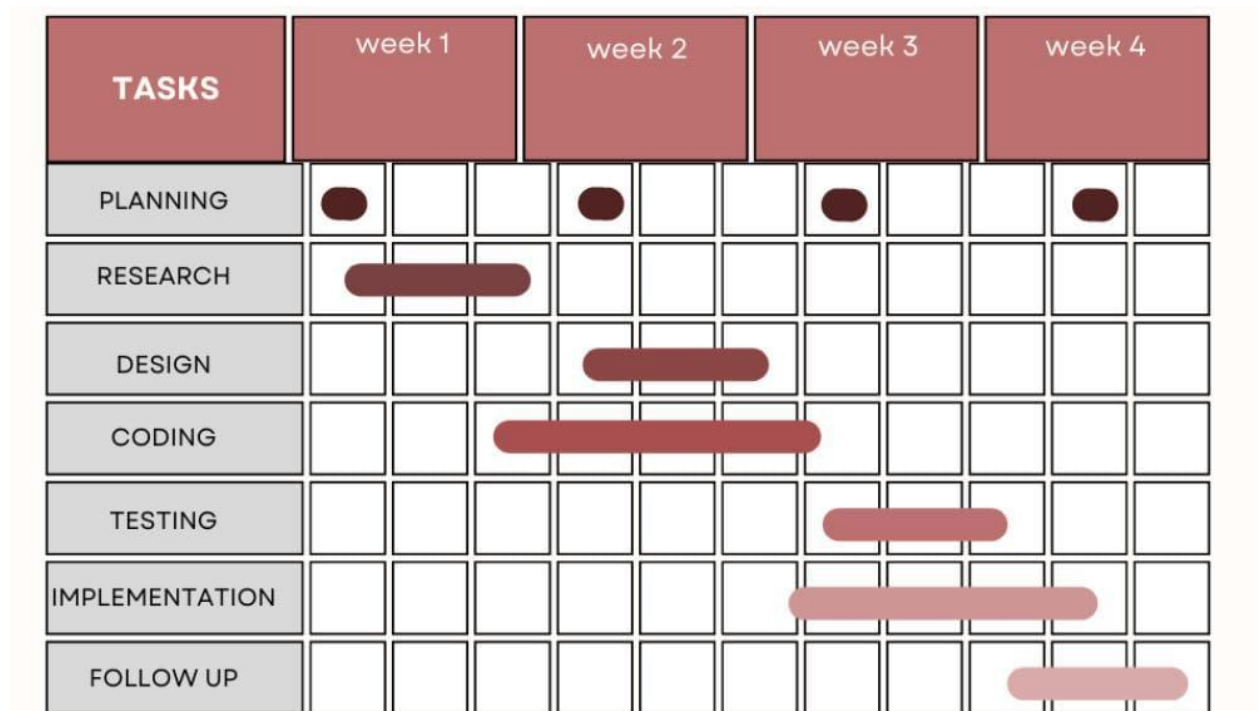 TASKS
week 1
week 2
week 3
week 4
PLANNING
RESEARCH
DESIGN
CODING
TESTING
IMPLEMENTATION
FOLLOW UP